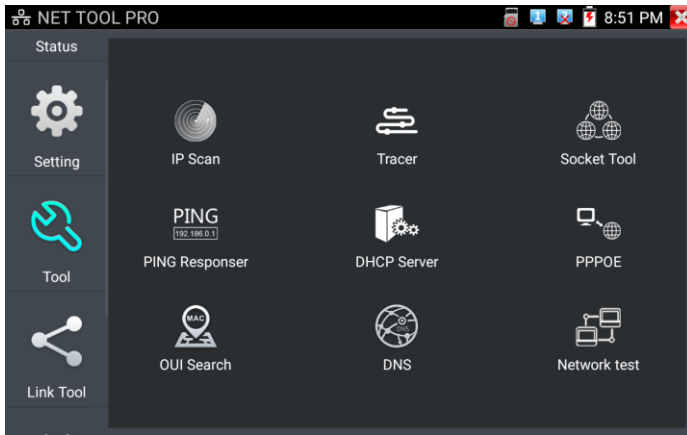 NET TOOL PRO
1
8:51 PM
Status
Setting
Tool
Link Tool
IP Scan
Tracer
Socket Tool
PING
192.186.0.1
PING Responser
DHCP Server
PPPOE
MAC
OUI Search
DNS
DNS
Network test